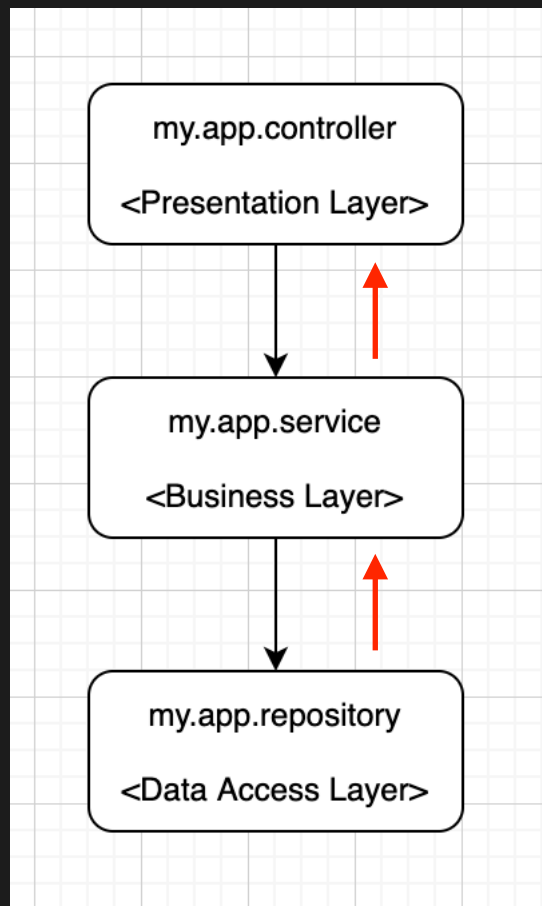 my.app.controller
<Presentation Layer>
my.app.service
<Business Layer>
my.app.repository
<Data Access Layer>